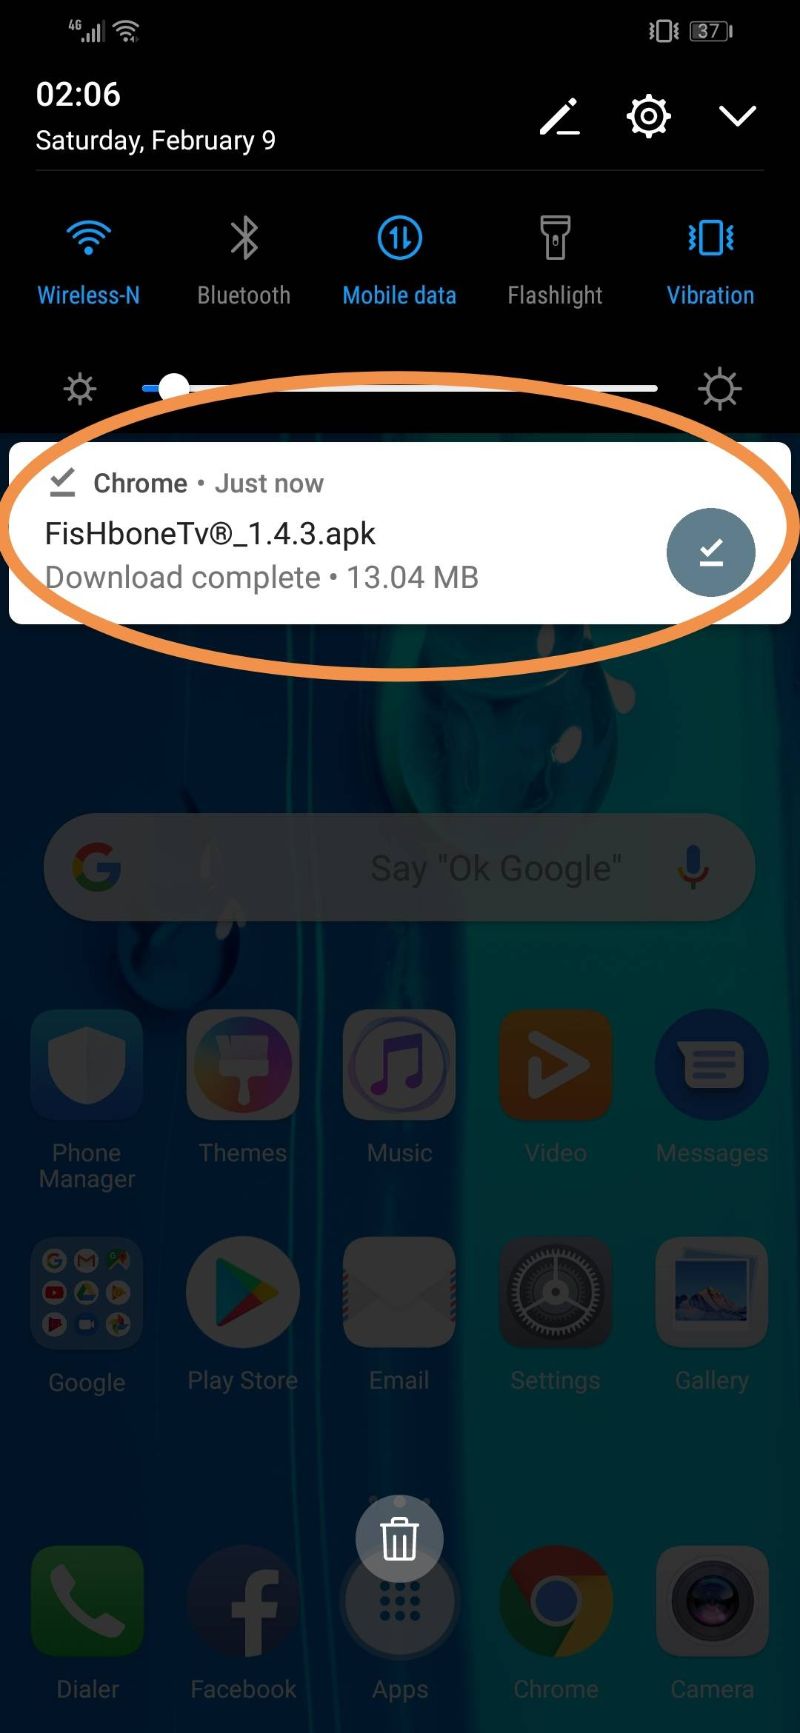 4G
37
02:06
Saturday, February 9
Wireless-N
Bluetooth
Mobile data
Flashlight
Vibration
Chrome • Just now
FisHboneTv®_1.4.3.apk
Download complete • 13.04 MB
Say "Ok Google"
Phone
Manager
Themes
Music
Video
Messages
Google
Play Store
Email
Settings
Gallery
Dialer
Facebook
Apps
Chrome
Camera